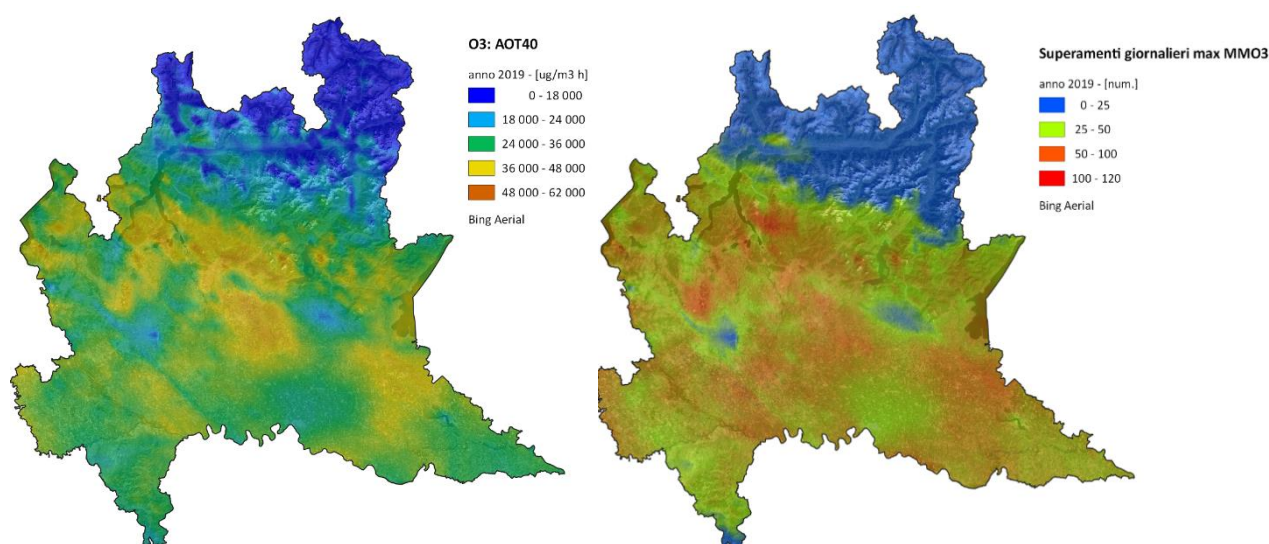 O3: AOT40
anno 2019 - [ug/m3 h]
0 - 18 000
18 000 - 24 000
24 000 - 36 000
36 000 - 48 000
48 000 - 62 000
Bing Aerial
Superamenti giornalieri max MMO3
anno 2019 - [num.]
0 - 25
25 - 50
50 - 100
100 - 120
Bing Aerial